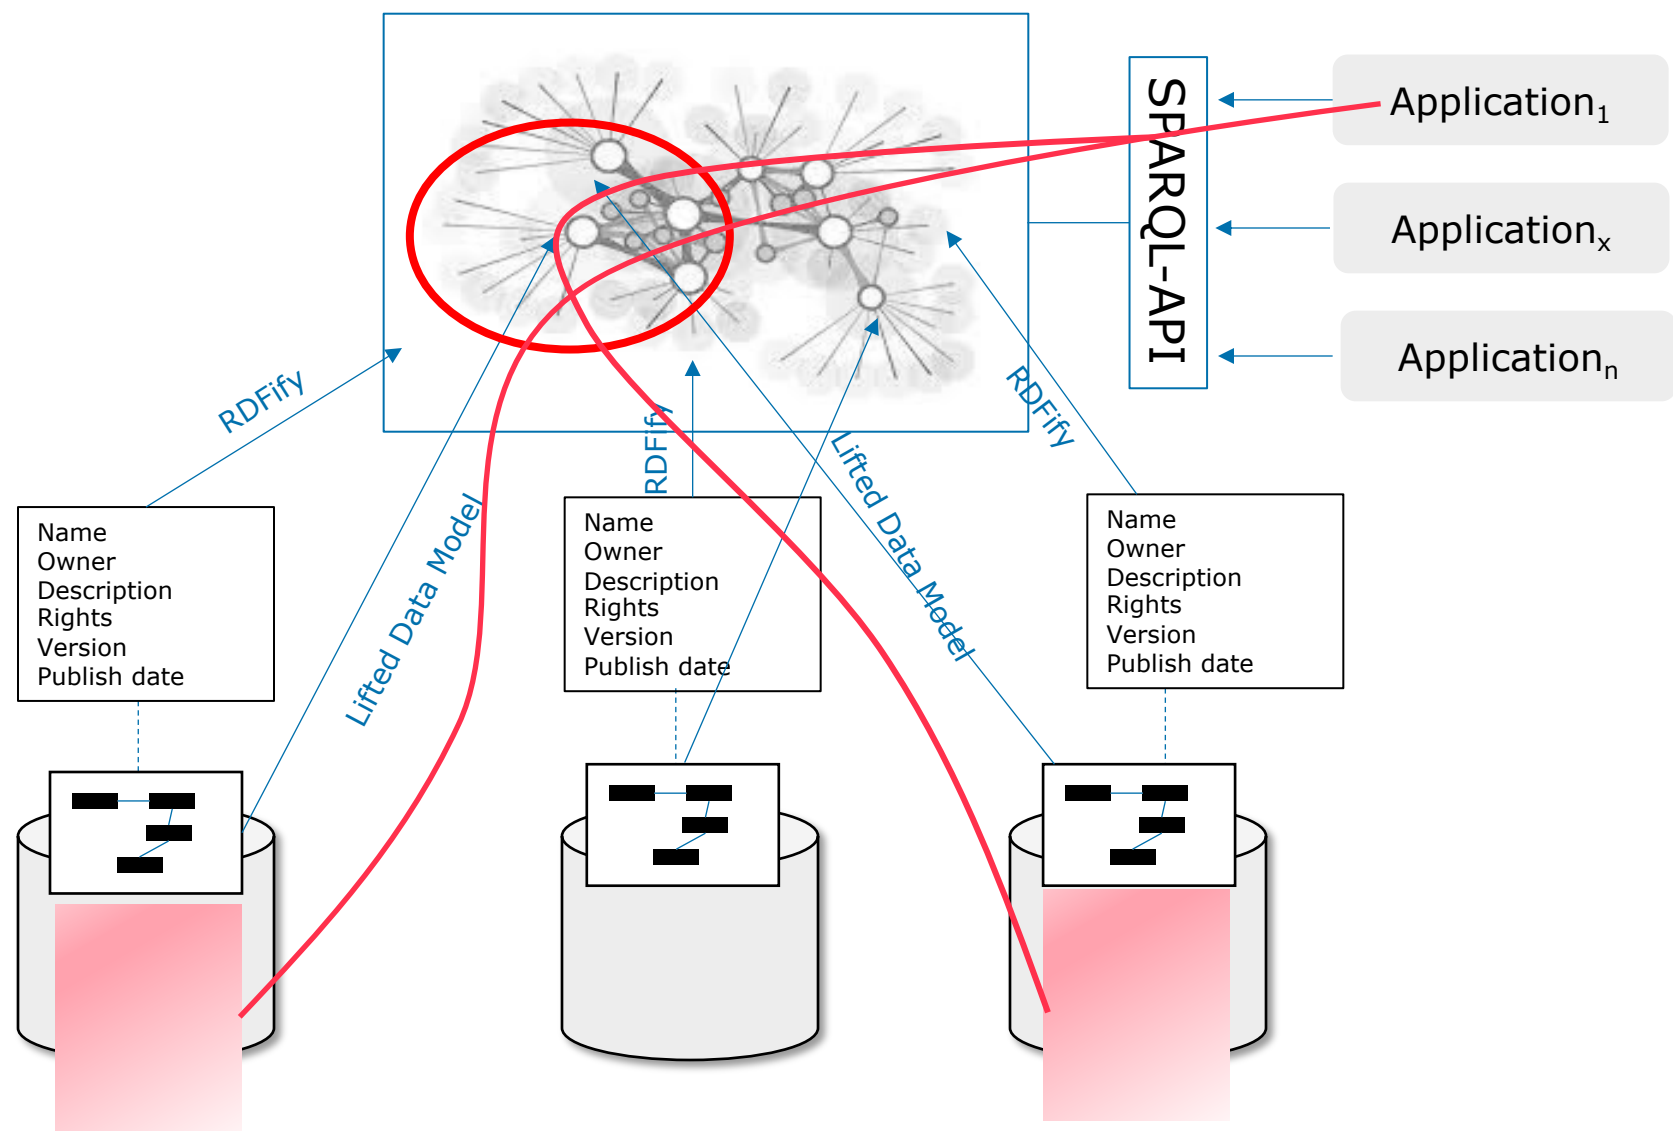 SPARQL-API
Application₁
Applicationₓ
Applicationₙ
RDFify
RDFify
RDFify
Lifted Data Model
Lifted Data Model
Name
Owner
Description
Rights
Version
Publish date
Name
Owner
Description
Rights
Version
Publish date
Name
Owner
Description
Rights
Version
Publish date